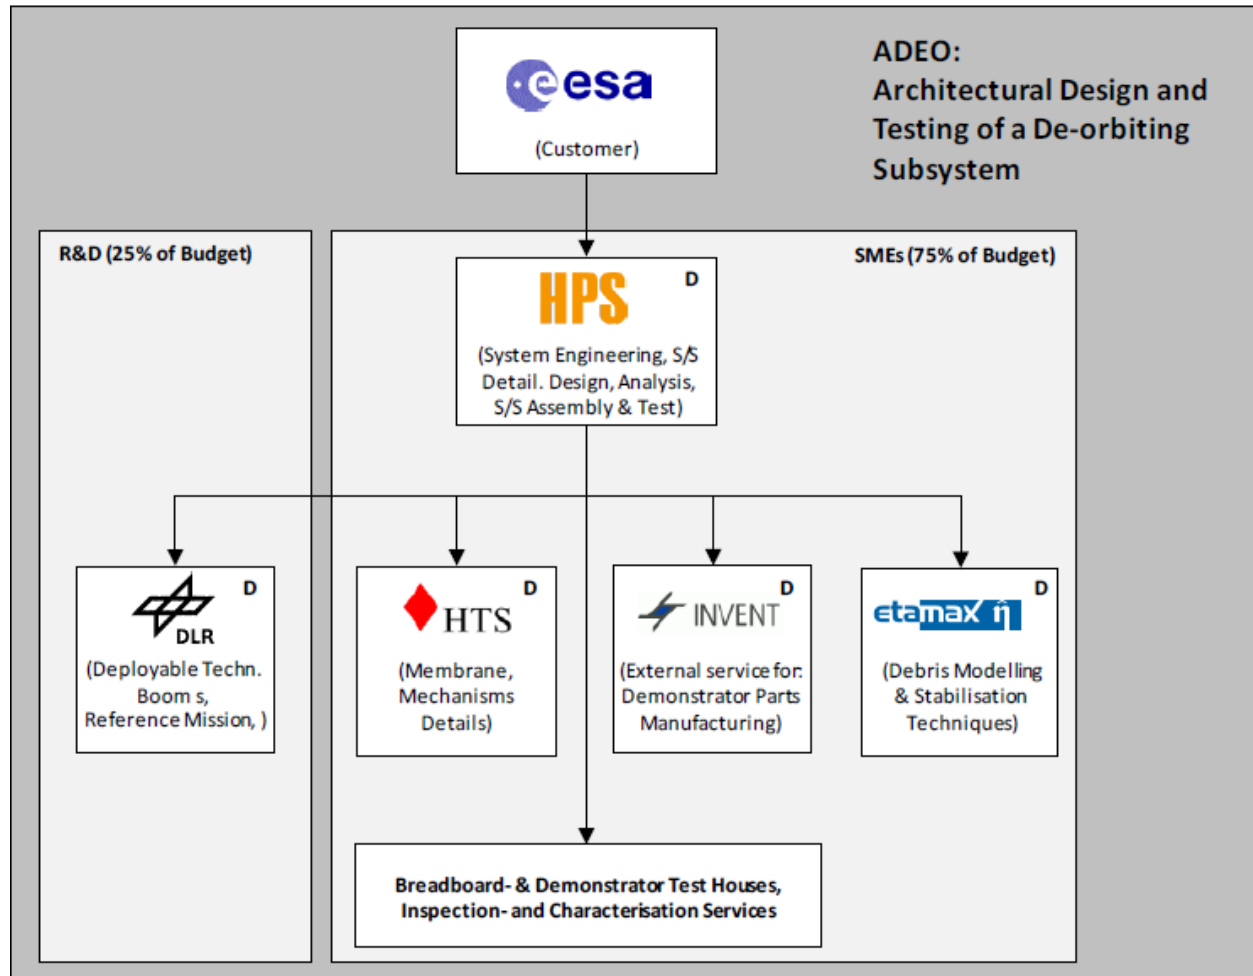 esa
(Customer)
ADEO:
Architectural Design and
Testing of a De-orbiting
Subsystem
R&D (25% of Budget)
SMEs (75% of Budget)
HPS
D
(System Engineering, S/S
Detail. Design, Analysis,
S/S Assembly & Test)
D
DLR
(Deployable Techn.
Boom s,
Reference Mission, )
D
HTS
(Membrane,
Mechanisms
Details)
D
INVENT
(External service for:
Demonstrator Parts
Manufacturing)
D
etamax η̂
(Debris Modelling
& Stabilisation
Techniques)
Breadboard- & Demonstrator Test Houses,
Inspection- and Characterisation Services